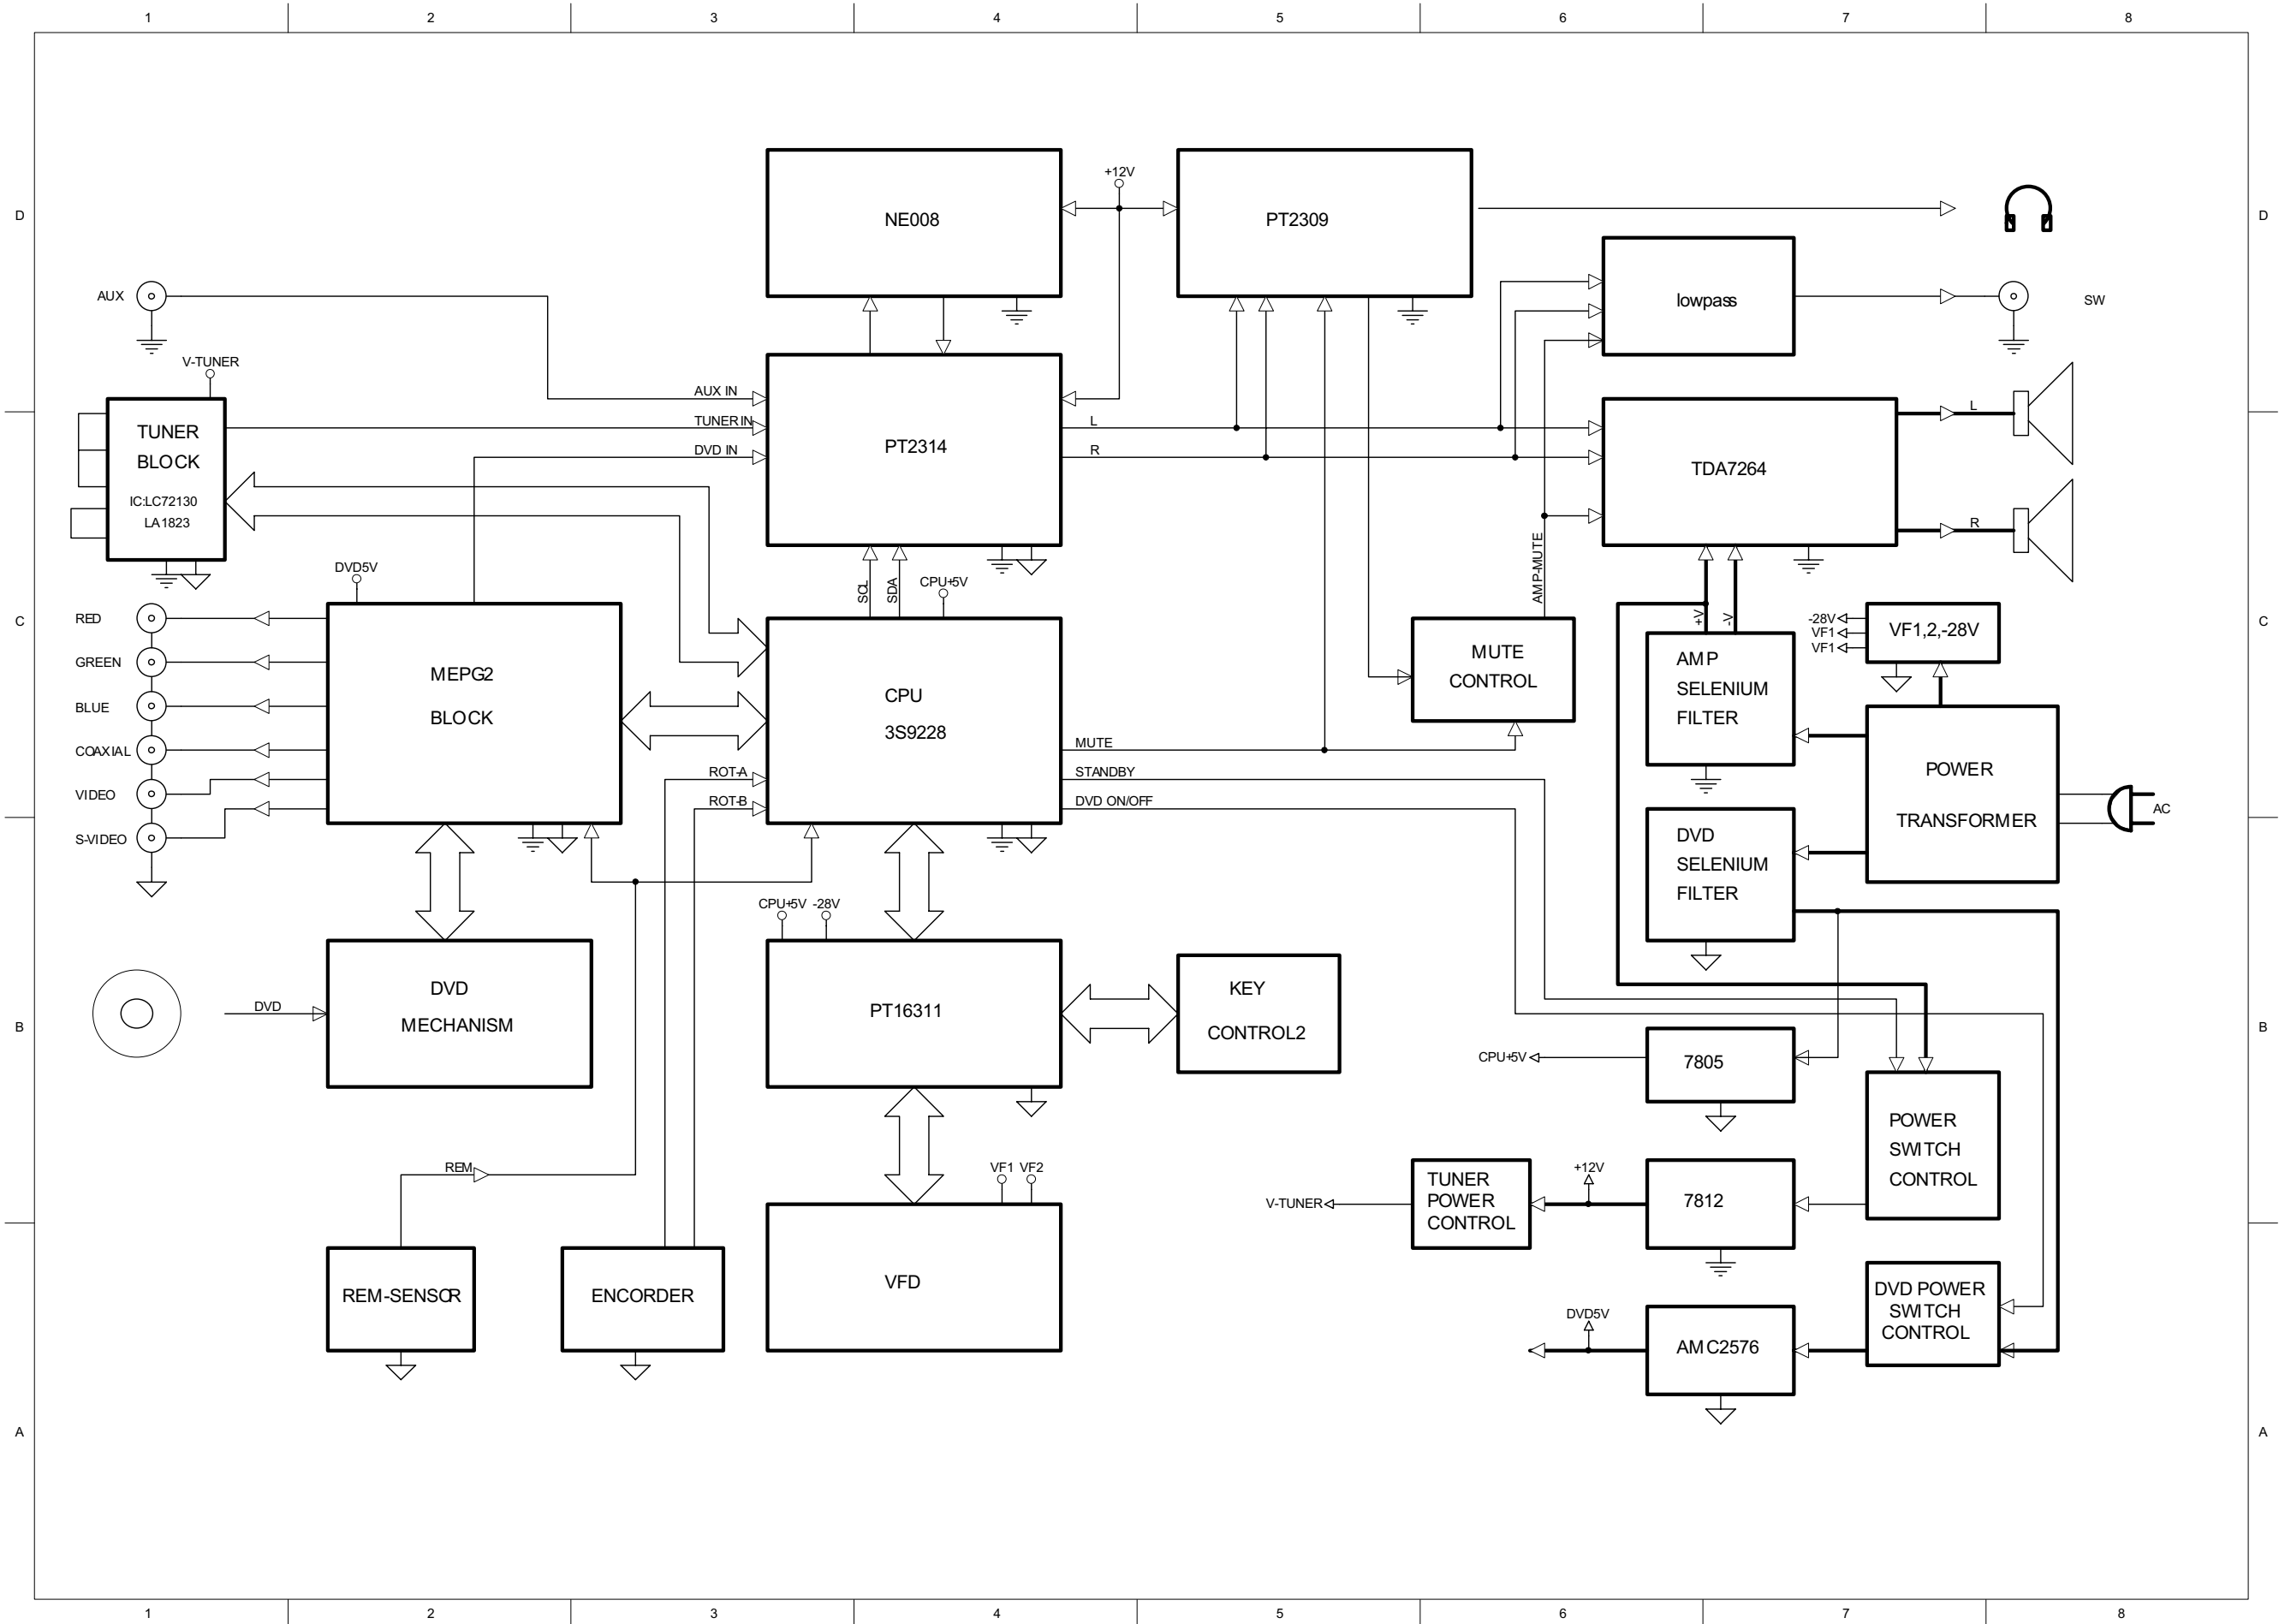 1 2 3 4 5 6 7 8
D D
NE008
+12V
PT2309
AUX
lowpass
SW
V-TUNER
AUX IN
TUNER IN
DVD IN
PT2314
L
R
TUNER
BLOCK
IC:LC72130
LA1823
TDA7264
L
R
AMP-MUTE
SCL
SDA
CPU+5V
DVD5V
+V
-V
C C
RED
GREEN
BLUE
COAXIAL
VIDEO
S-VIDEO
MEPG2
BLOCK
CPU
3S9228
ROT-A
ROT-B
MUTE
STANDBY
DVD ON/OFF
MUTE
CONTROL
AMP
SELENIUM
FILTER
-28V
VF1
VF1
VF1,2,-28V
POWER
TRANSFORMER
AC
DVD
SELENIUM
FILTER
CPU+5V -28V
B B
DVD
DVD
MECHANISM
PT16311
KEY
CONTROL2
CPU+5V
7805
POWER
SWITCH
CONTROL
REM
VF1 VF2
V-TUNER
TUNER
POWER
CONTROL
+12V
7812
REM-SENSOR
ENCORDER
VFD
DVD5V
AMC2576
DVD POWER
SWITCH
CONTROL
A A
1 2 3 4 5 6 7 8